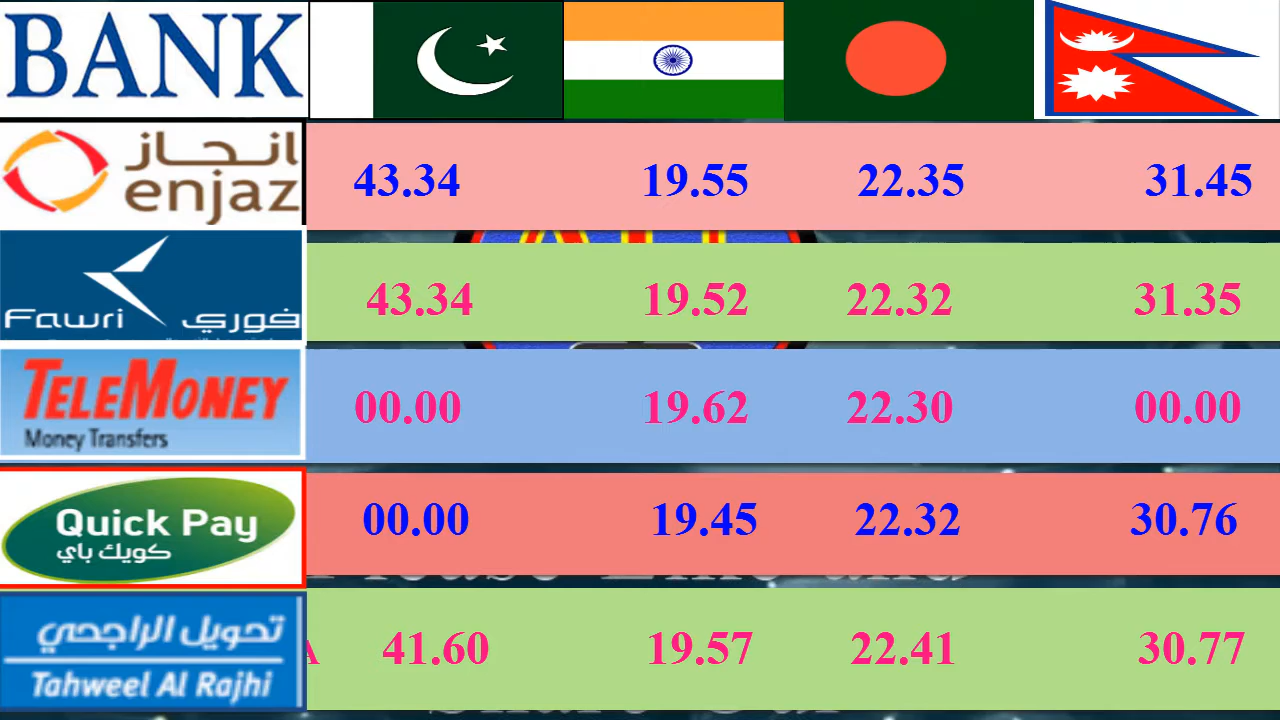 BANK
انجاز
enjaz
43.34 19.55 22.35 31.45
Fawri فوري
43.34 19.52 22.32 31.35
TELEMONEY
Money Transfers
00.00 19.62 22.30 00.00
Quick Pay
كويك باي
00.00 19.45 22.32 30.76
تحويل الراجحي
Tahweel Al Rajhi
41.60 19.57 22.41 30.77